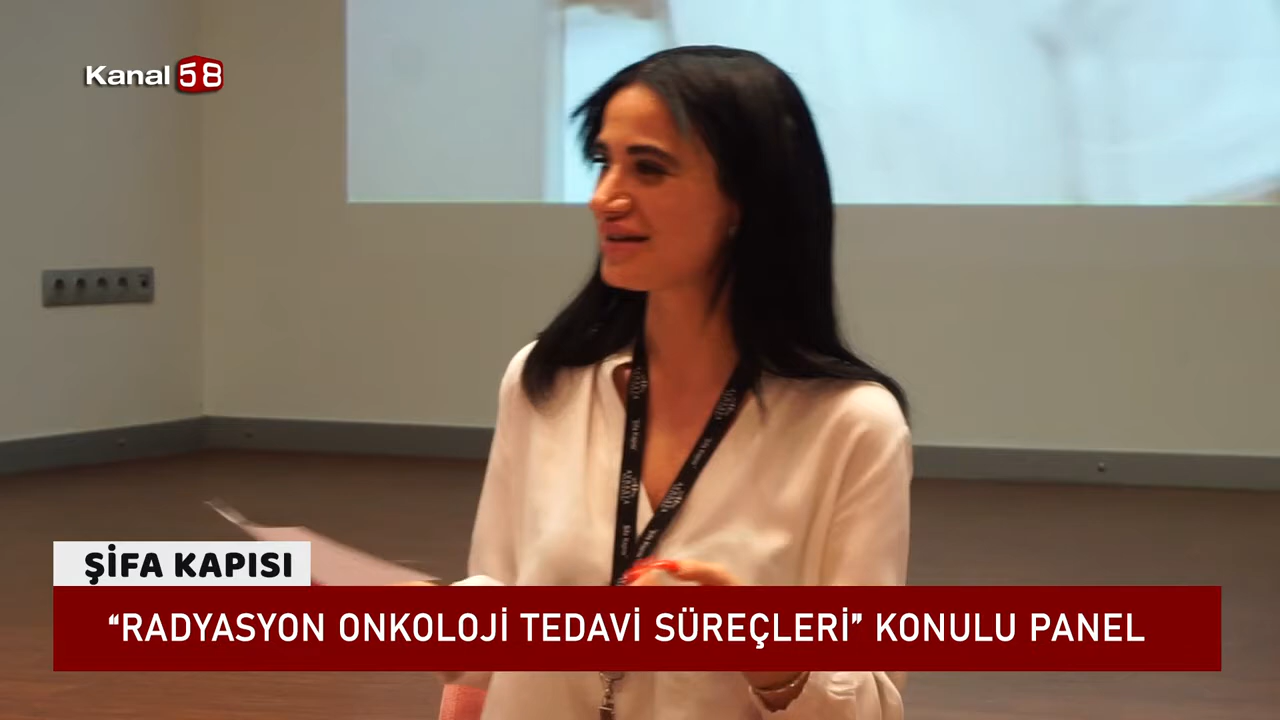 Kanal 58
ŞİFA KAPISI
“RADYASYON ONKOLOJİ TEDAVİ SÜREÇLERİ” KONULU PANEL